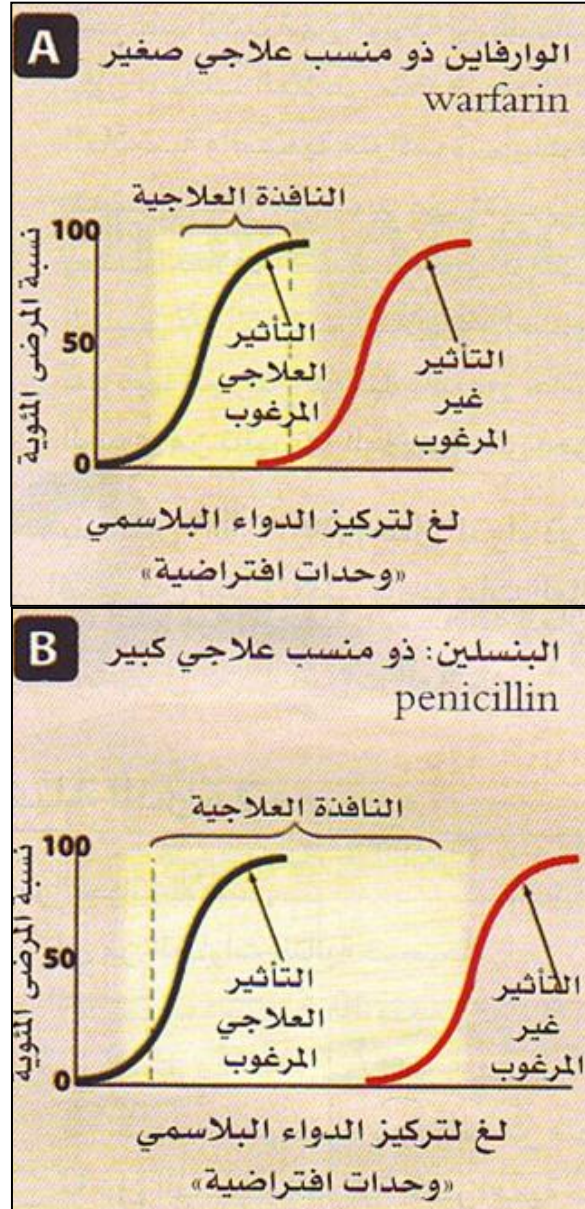 A
الوارفاين ذو منسب علاجي صغير
warfarin
النافذة العلاجية
نسبة المرضى المئوية
100
50
0
التأثير
العلاجي
المرغوب
التأثير
غير
المرغوب
لغ لتركيز الدواء البلاسمي
«وحدات افتراضية»
B
البنسلين: ذو منسب علاجي كبير
penicillin
النافذة العلاجية
نسبة المرضى المئوية
100
50
0
التأثير
العلاجي
المرغوب
التأثير
غير
المرغوب
لغ لتركيز الدواء البلاسمي
«وحدات افتراضية»